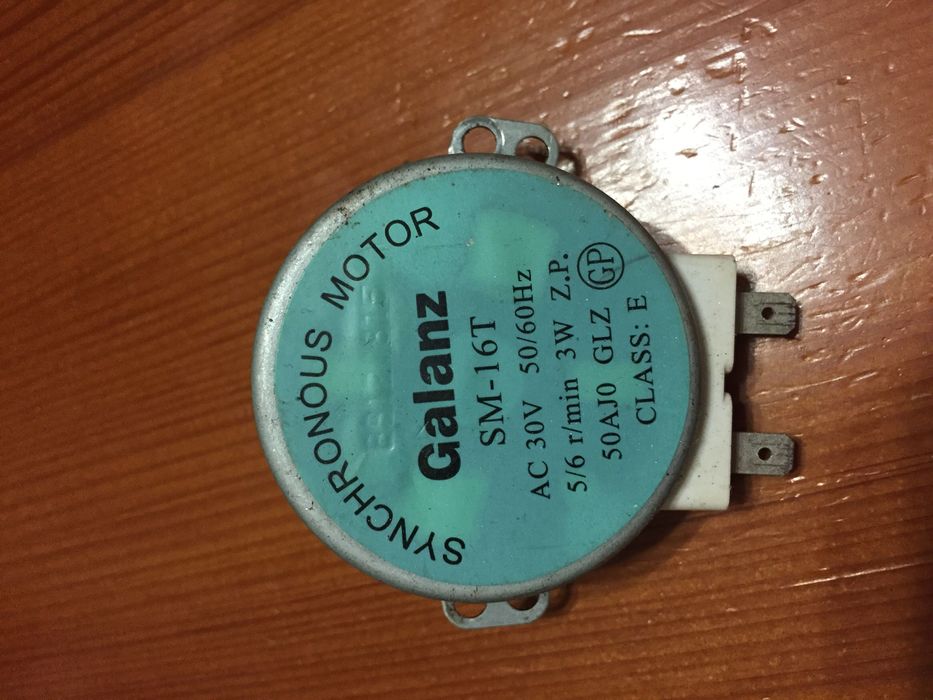 SYNCHRONOUS MOTOR
Galanz
SM-16T
AC 30V 50/60Hz
5/6 r/min 3W Z.P.
50AJ0 GLZ GP
CLASS: E